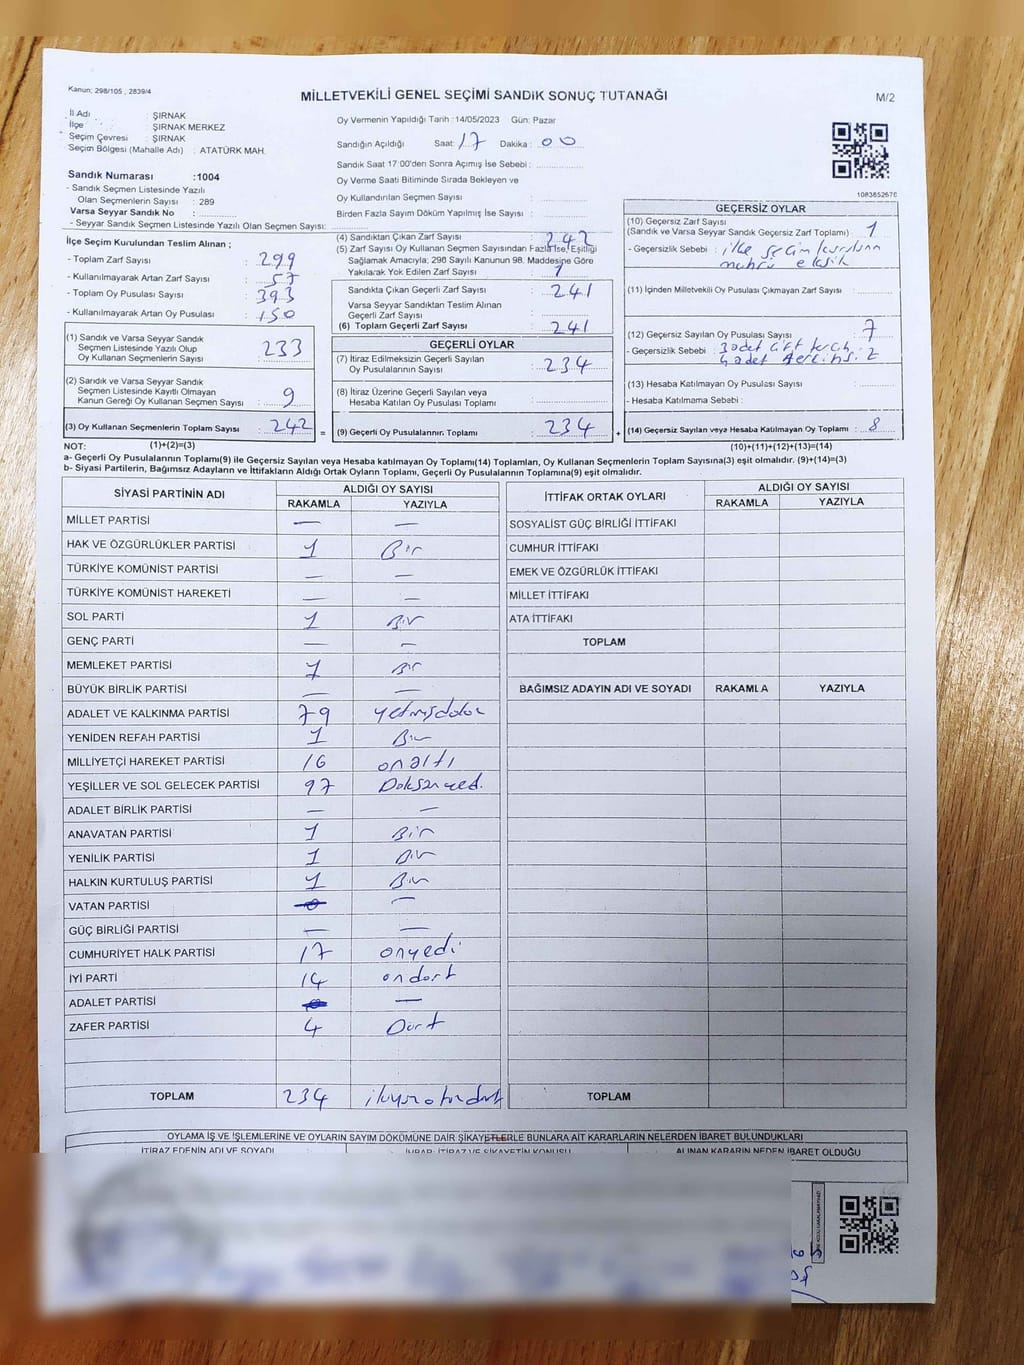 Kanun; 298/105 , 2839/4
MİLLETVEKİLİ GENEL SEÇİMİ SANDIK SONUÇ TUTANAĞI
M/2
İl Adı : ŞIRNAK
İlçe : ŞIRNAK MERKEZ
Seçim Çevresi : ŞIRNAK
Seçim Bölgesi (Mahalle Adı) : ATATÜRK MAH.
Sandık Numarası :1004
- Sandık Seçmen Listesinde Yazılı
Olan Seçmenlerin Sayısı : 289
Varsa Seyyar Sandık No :
- Seyyar Sandık Seçmen Listesinde Yazılı Olan Seçmen Sayısı:
Oy Vermenin Yapıldığı Tarih :14/05/2023 Gün: Pazar
Sandığın Açıldığı Saat: 17 Dakika : 00
Sandık Saat 17:00'den Sonra Açımış İse Sebebi :
Oy Verme Saati Bitiminde Sırada Bekleyen ve
Oy Kullandırılan Seçmen Sayısı :
Birden Fazla Sayım Döküm Yapılmış İse Sayısı :
1083852676
İlçe Seçim Kurulundan Teslim Alınan ;
- Toplam Zarf Sayısı : 299
- Kullanılmayarak Artan Zarf Sayısı : 57
- Toplam Oy Pusulası Sayısı : 393
- Kullanılmayarak Artan Oy Pusulası : 150
(1) Sandık ve Varsa Seyyar Sandık
Seçmen Listesinde Yazılı Olup
Oy Kullanan Seçmenlerin Sayısı : 233
(2) Sandık ve Varsa Seyyar Sandık
Seçmen Listesinde Kayıtlı Olmayan
Kanun Gereği Oy Kullanan Seçmen Sayısı : 9
(3) Oy Kullanan Seçmenlerin Toplam Sayısı : 242 =
(4) Sandıktan Çıkan Zarf Sayısı : 242
(5) Zarf Sayısı Oy Kullanan Seçmen Sayısından Fazla İse, Eşitliği
Sağlamak Amacıyla; 298 Sayılı Kanunun 98. Maddesine Göre
Yakılarak Yok Edilen Zarf Sayısı : 1
Sandıkta Çıkan Geçerli Zarf Sayısı : 241
Varsa Seyyar Sandıktan Teslim Alınan
Geçerli Zarf Sayısı :
(6) Toplam Geçerli Zarf Sayısı : 241
GEÇERLİ OYLAR
(7) İtiraz Edilmeksizin Geçerli Sayılan
Oy Pusulalarının Sayısı : 234
(8) İtiraz Üzerine Geçerli Sayılan veya
Hesaba Katılan Oy Pusulası Toplamı :
(9) Geçerli Oy Pusulalarının Toplamı : 234 +
GEÇERSİZ OYLAR
(10) Geçersiz Zarf Sayısı
(Sandık ve Varsa Seyyar Sandık Geçersiz Zarf Toplamı) : 1
- Geçersizlik Sebebi : ilçe seçim kurulunun
mührü eksik
(11) İçinden Milletvekili Oy Pusulası Çıkmayan Zarf Sayısı :
(12) Geçersiz Sayılan Oy Pusulası Sayısı : 7
- Geçersizlik Sebebi : 3 adet çift tercih
4 adet tercihsiz
(13) Hesaba Katılmayan Oy Pusulası Sayısı :
- Hesaba Katılmama Sebebi :
(14) Geçersiz Sayılan veya Hesaba Katılmayan Oy Toplamı : 8
NOT: (1)+(2)=(3)
(10)+(11)+(12)+(13)=(14)
a- Geçerli Oy Pusulaları Toplamı(9) ile Geçersiz Sayılan veya Hesaba katılmayan Oy Toplamı(14) Toplamları, Oy Kullanan Seçmenlerin Toplam Sayısına(3) eşit olmalıdır. (9)+(14)=(3)
b- Siyasi Partilerin, Bağımsız Adayların ve İttifakların Aldığı Ortak Oyların Toplamı, Geçerli Oy Pusulalarının Toplamına(9) eşit olmalıdır.
SİYASİ PARTİNİN ADI ALDIĞI OY SAYISI
RAKAMLA YAZIYLA
MİLLET PARTİSİ — —
HAK VE ÖZGÜRLÜKLER PARTİSİ 1 Bir
TÜRKİYE KOMÜNİST PARTİSİ — —
TÜRKİYE KOMÜNİST HAREKETİ — —
SOL PARTİ 1 Bir
GENÇ PARTİ — —
MEMLEKET PARTİSİ 1 Bir
BÜYÜK BİRLİK PARTİSİ — —
ADALET VE KALKINMA PARTİSİ 79 yetmişdokuz
YENİDEN REFAH PARTİSİ 1 Bir
MİLLİYETÇİ HAREKET PARTİSİ 16 onaltı
YEŞİLLER VE SOL GELECEK PARTİSİ 97 Doksanyedi
ADALET BİRLİK PARTİSİ — —
ANAVATAN PARTİSİ 1 Bir
YENİLİK PARTİSİ 1 Bir
HALKIN KURTULUŞ PARTİSİ 1 Bir
VATAN PARTİSİ —
GÜÇ BİRLİĞİ PARTİSİ — —
CUMHURİYET HALK PARTİSİ 17 onyedi
İYİ PARTİ 14 ondört
ADALET PARTİSİ —
ZAFER PARTİSİ 4 Dört
TOPLAM 234 ikiyüzotuzdört
İTTİFAK ORTAK OYLARI ALDIĞI OY SAYISI
RAKAMLA YAZIYLA
SOSYALİST GÜÇ BİRLİĞİ İTTİFAKI
CUMHUR İTTİFAKI
EMEK VE ÖZGÜRLÜK İTTİFAKI
MİLLET İTTİFAKI
ATA İTTİFAKI
TOPLAM
BAĞIMSIZ ADAYIN ADI VE SOYADI RAKAMLA YAZIYLA
TOPLAM
OYLAMA İŞ VE İŞLEMLERİNE VE OYLARIN SAYIM DÖKÜMÜNE DAİR ŞİKAYETLERLE BUNLARA AİT KARARLARIN NELERDEN İBARET BULUNDUKLARI
İTİRAZ EDENİN ADI VE SOYADI
İHBAR, İTİRAZ VE ŞİKAYETİN KONUSU
ALINAN KARARIN NEDEN İBARET OLDUĞU